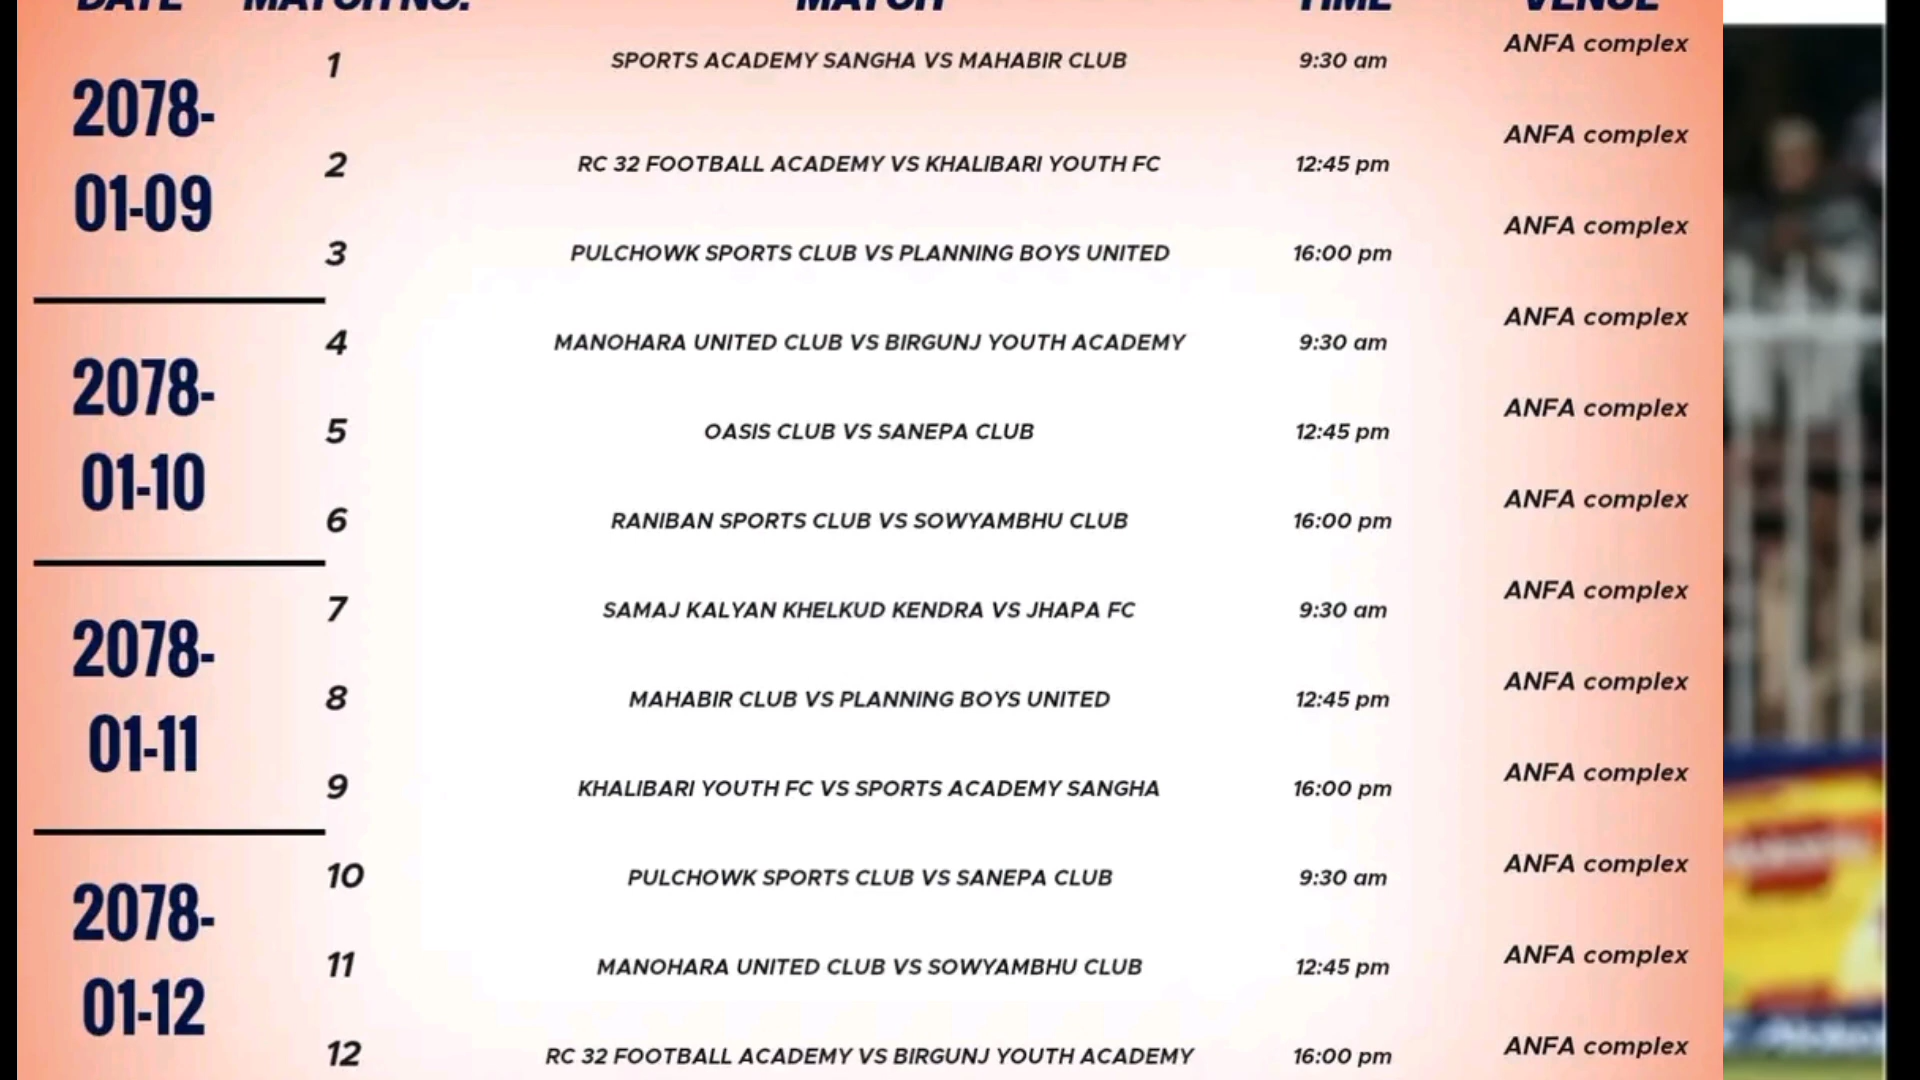 DATE MATCH NO. MATCH TIME VENUE
2078-
01-09
1 SPORTS ACADEMY SANGHA VS MAHABIR CLUB 9:30 am ANFA complex
2 RC 32 FOOTBALL ACADEMY VS KHALIBARI YOUTH FC 12:45 pm ANFA complex
3 PULCHOWK SPORTS CLUB VS PLANNING BOYS UNITED 16:00 pm ANFA complex
2078-
01-10
4 MANOHARA UNITED CLUB VS BIRGUNJ YOUTH ACADEMY 9:30 am ANFA complex
5 OASIS CLUB VS SANEPA CLUB 12:45 pm ANFA complex
6 RANIBAN SPORTS CLUB VS SOWYAMBHU CLUB 16:00 pm ANFA complex
2078-
01-11
7 SAMAJ KALYAN KHELKUD KENDRA VS JHAPA FC 9:30 am ANFA complex
8 MAHABIR CLUB VS PLANNING BOYS UNITED 12:45 pm ANFA complex
9 KHALIBARI YOUTH FC VS SPORTS ACADEMY SANGHA 16:00 pm ANFA complex
2078-
01-12
10 PULCHOWK SPORTS CLUB VS SANEPA CLUB 9:30 am ANFA complex
11 MANOHARA UNITED CLUB VS SOWYAMBHU CLUB 12:45 pm ANFA complex
12 RC 32 FOOTBALL ACADEMY VS BIRGUNJ YOUTH ACADEMY 16:00 pm ANFA complex